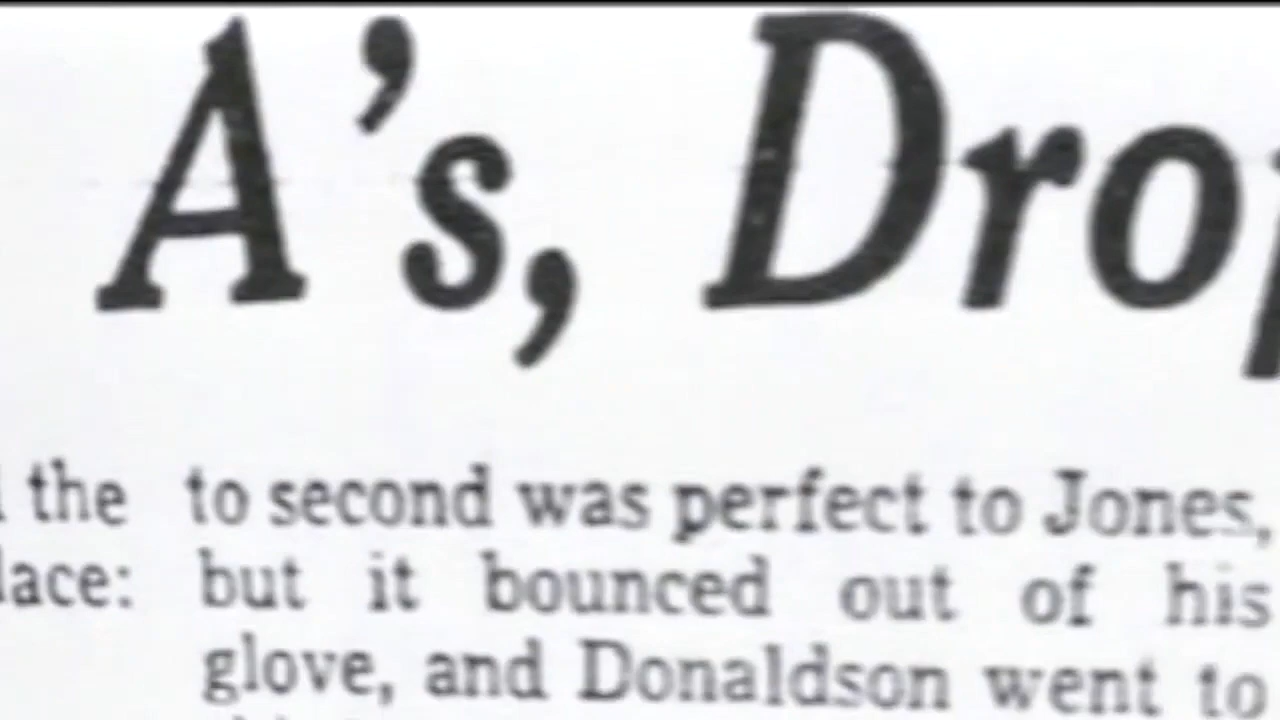 A's, Drop
the
lace:
to second was perfect to Jones,
but it bounced out of his
glove, and Donaldson went to